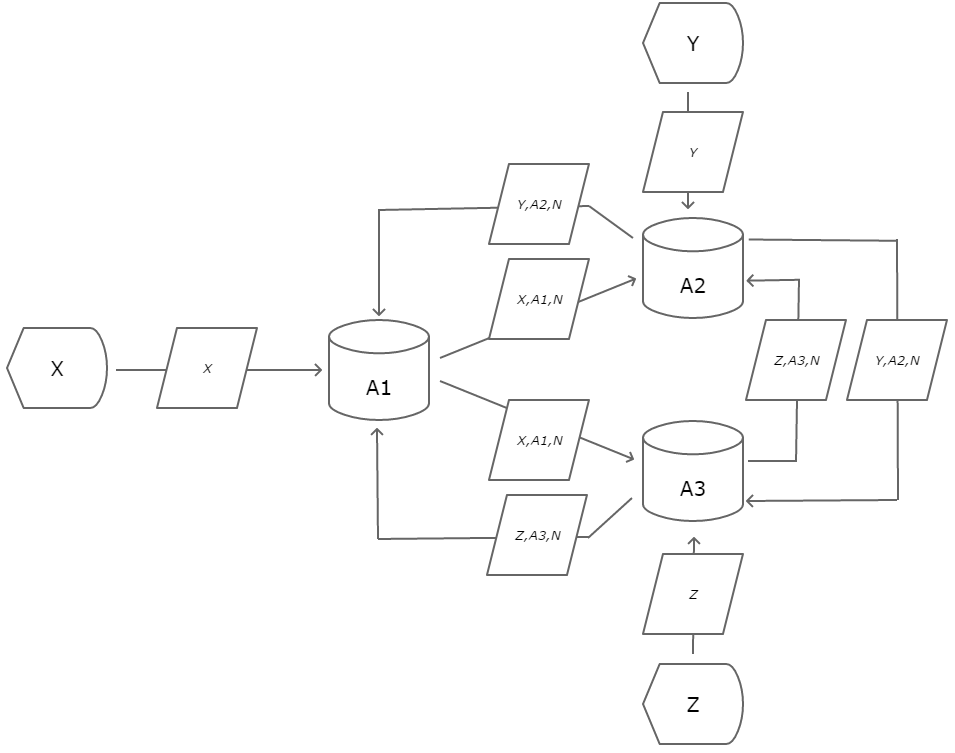 Y
Y
Y,A2,N
X,A1,N
A2
X
X
A1
Z,A3,N
Y,A2,N
X,A1,N
A3
Z,A3,N
Z
Z